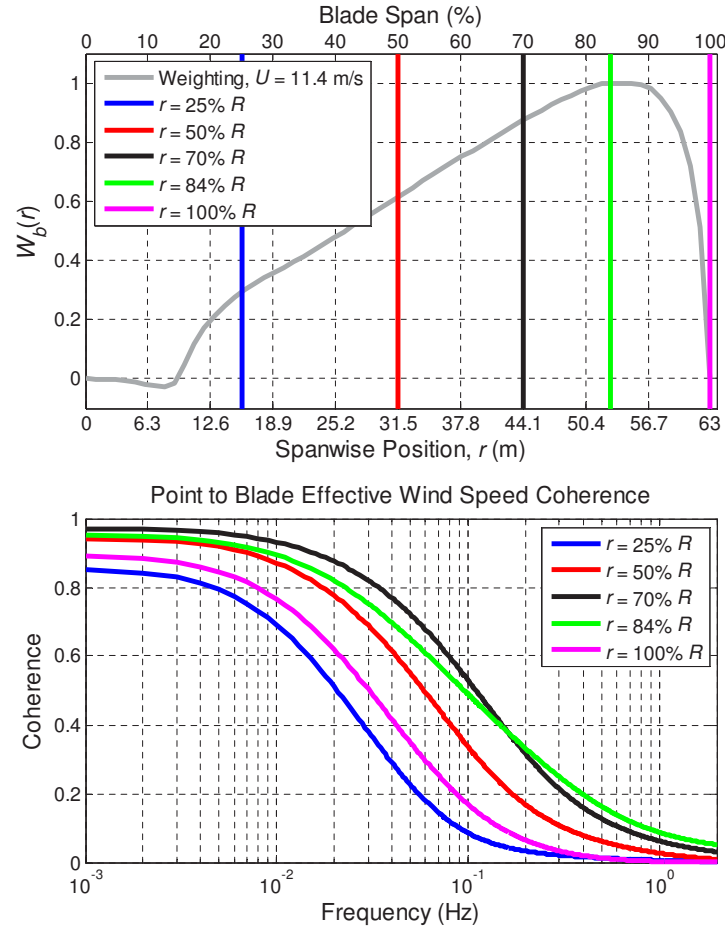 Blade Span (%)
0 10 20 30 40 50 60 70 80 90 100
Weighting, U = 11.4 m/s
r = 25% R
r = 50% R
r = 70% R
r = 84% R
r = 100% R
1
0.8
0.6
0.4
0.2
0
W_b(r)
0 6.3 12.6 18.9 25.2 31.5 37.8 44.1 50.4 56.7 63
Spanwise Position, r (m)
Point to Blade Effective Wind Speed Coherence
1
0.8
0.6
0.4
0.2
0
Coherence
r = 25% R
r = 50% R
r = 70% R
r = 84% R
r = 100% R
10⁻³ 10⁻² 10⁻¹ 10⁰
Frequency (Hz)